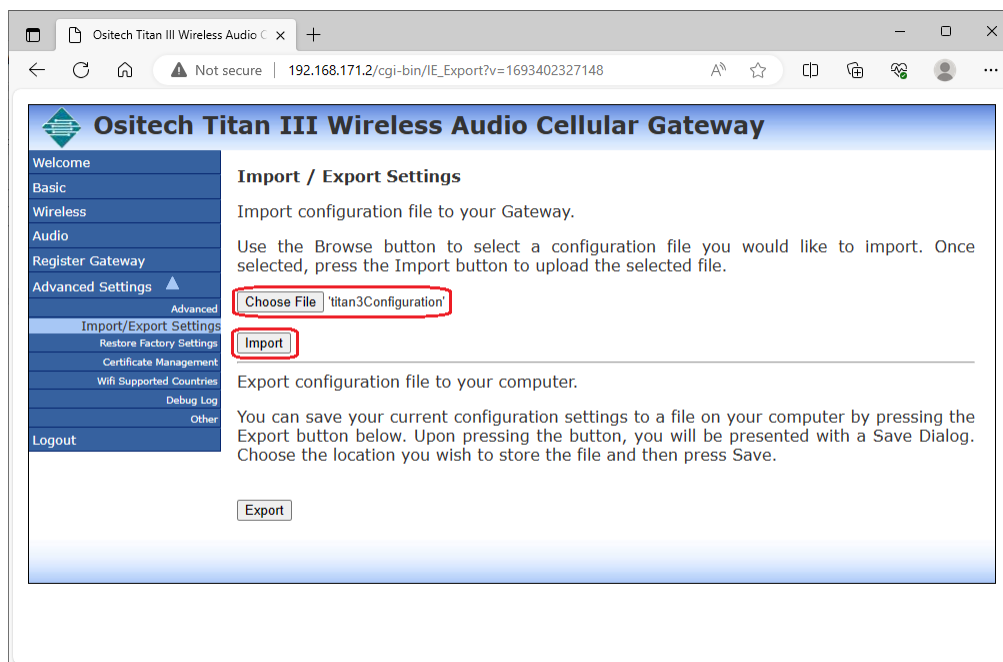 Ositech Titan III Wireless Audio C
Not secure
192.168.171.2/cgi-bin/IE_Export?v=1693402327148
Ositech Titan III Wireless Audio Cellular Gateway
Welcome
Basic
Wireless
Audio
Register Gateway
Advanced Settings
Advanced
Import/Export Settings
Restore Factory Settings
Certificate Management
Wifi Supported Countries
Debug Log
Other
Logout
Import / Export Settings
Import configuration file to your Gateway.
Use the Browse button to select a configuration file you would like to import. Once
selected, press the Import button to upload the selected file.
Choose File 'titan3Configuration'
Import
Export configuration file to your computer.
You can save your current configuration settings to a file on your computer by pressing the
Export button below. Upon pressing the button, you will be presented with a Save Dialog.
Choose the location you wish to store the file and then press Save.
Export